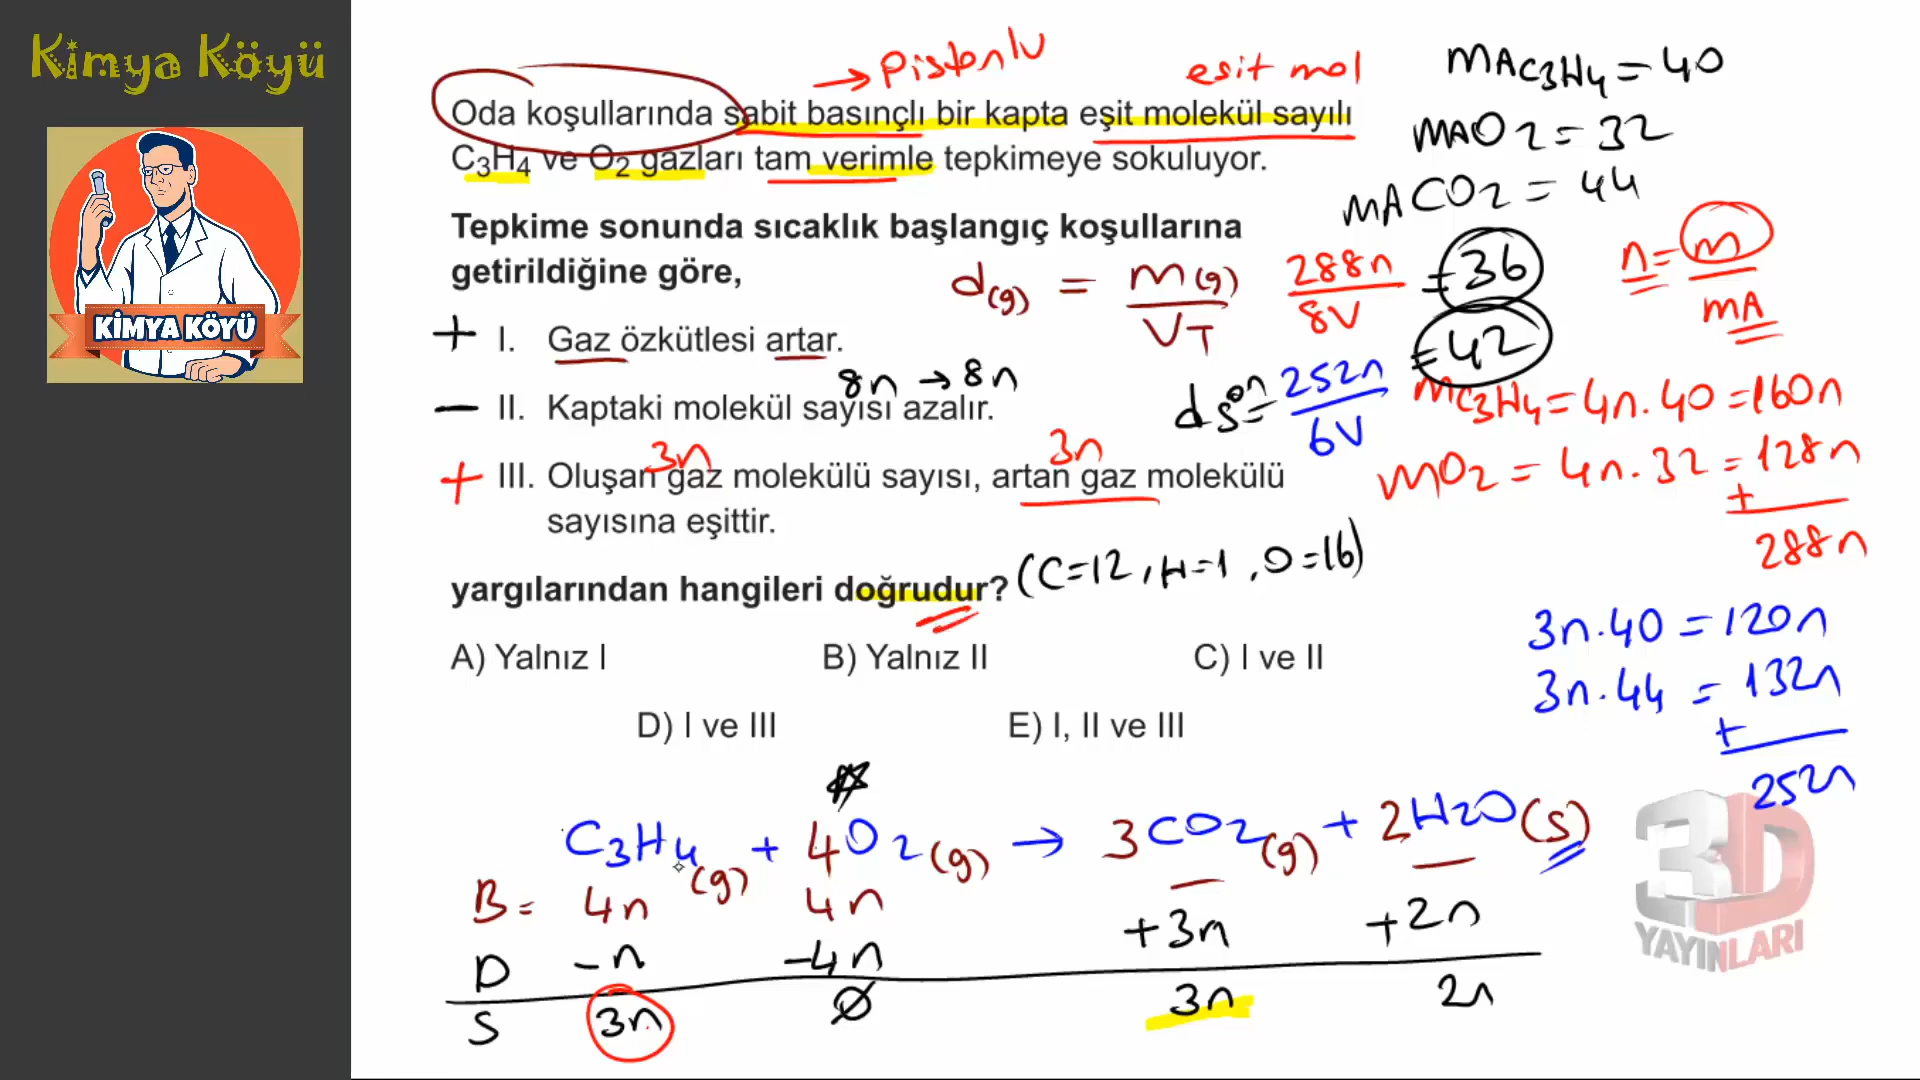 Kimya Köyü
KİMYA KÖYÜ
→ Pistonlu
eşit mol
Oda koşullarında sabit basınçlı bir kapta eşit molekül sayılı
C₃H₄ ve O₂ gazları tam verimle tepkimeye sokuluyor.
Tepkime sonunda sıcaklık başlangıç koşullarına
getirildiğine göre,
+ I. Gaz özkütlesi artar.
8n → 8n
— II. Kaptaki molekül sayısı azalır.
3n 3n
+ III. Oluşan gaz molekülü sayısı, artan gaz molekülü
sayısına eşittir.
yargılarından hangileri doğrudur? (C=12, H=1, O=16)
A) Yalnız I B) Yalnız II C) I ve II
D) I ve III E) I, II ve III
MAC3H4 = 40
MAO2 = 32
MACO2 = 44
d(g) = m(g) / VT
288n / 8V = 36
dson = 252n / 6V = 42
n = m / MA
mC3H4 = 4n.40 = 160n
mO2 = 4n.32 = 128n
+
288n
3n.40 = 120n
3n.44 = 132n
+
252n
C3H4(g) + 4O2(g) → 3CO2(g) + 2H2O(s)
B = 4n 4n
D -n -4n +3n +2n
S 3n 0 3n 2n
3D
YAYINLARI